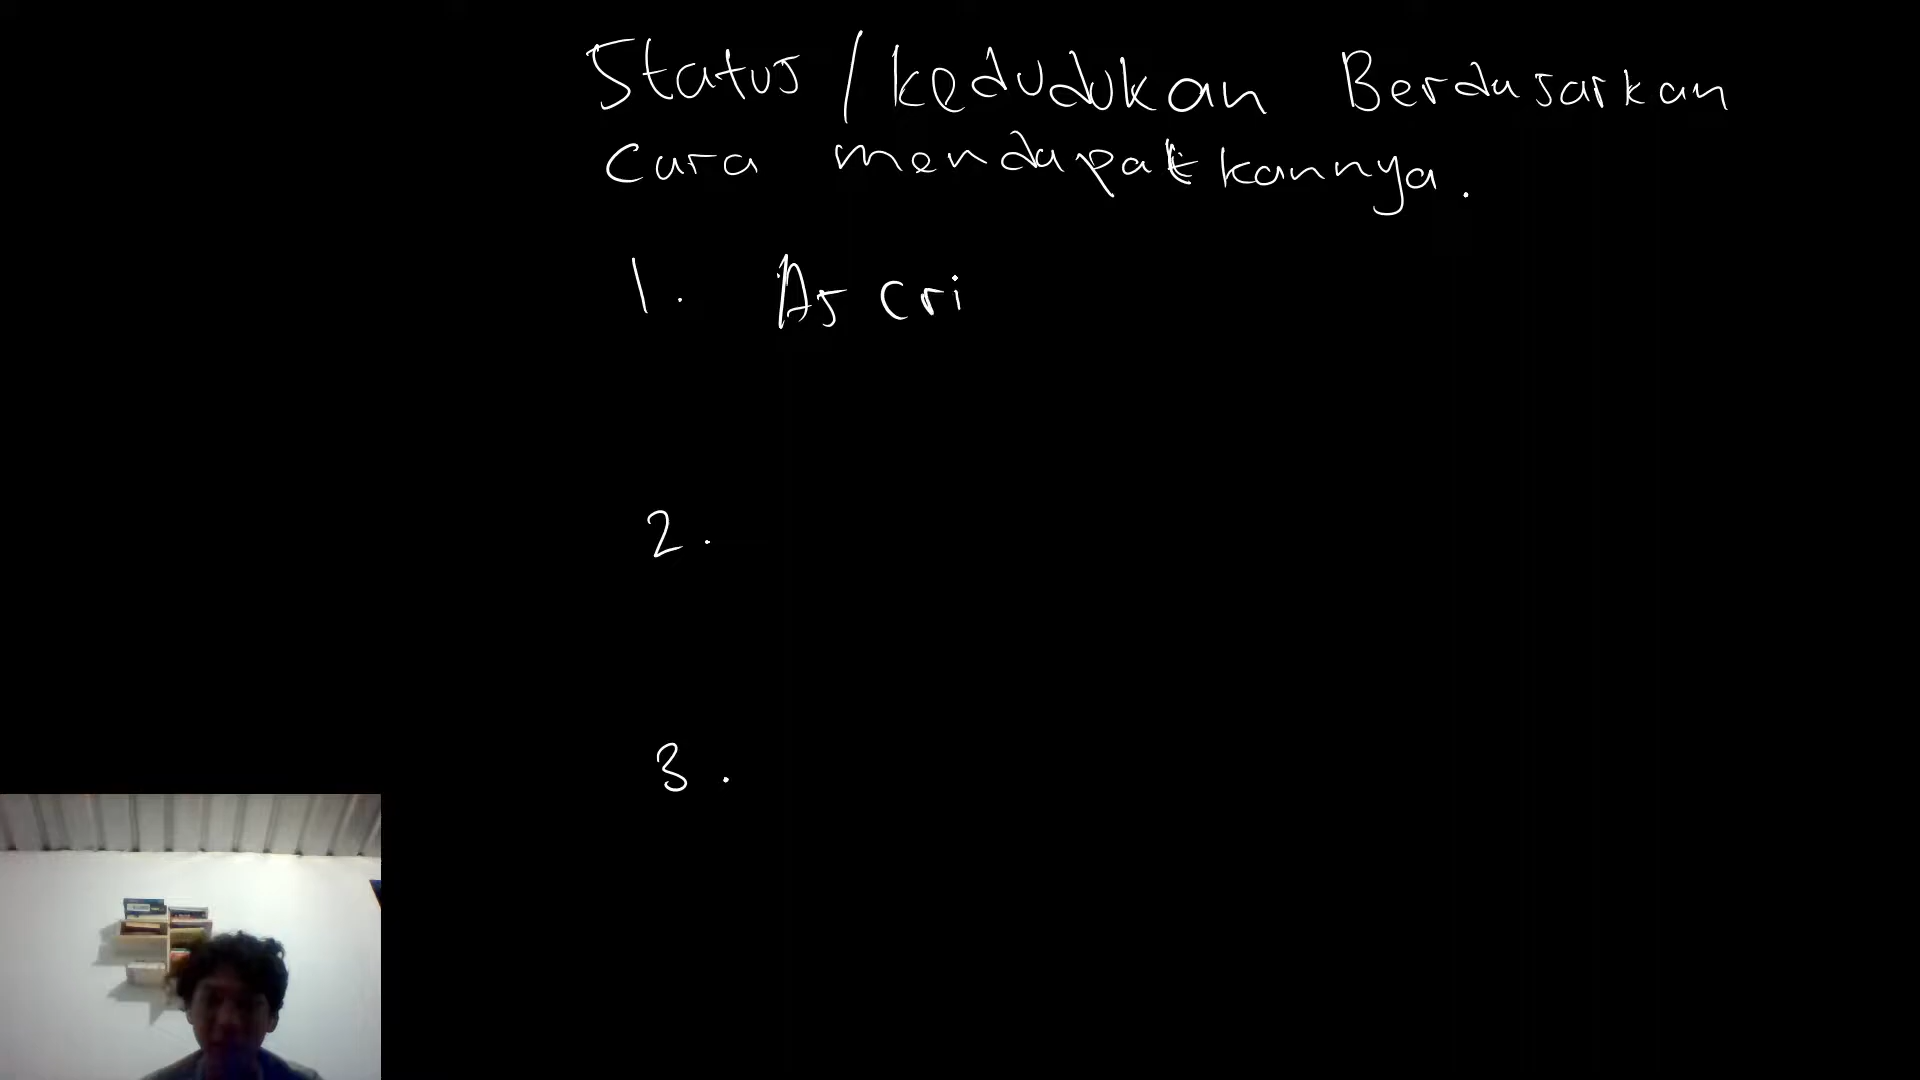 Status / kedudukan Berdasarkan
cara mendapatkannya.
1. Ascri
2.
3.